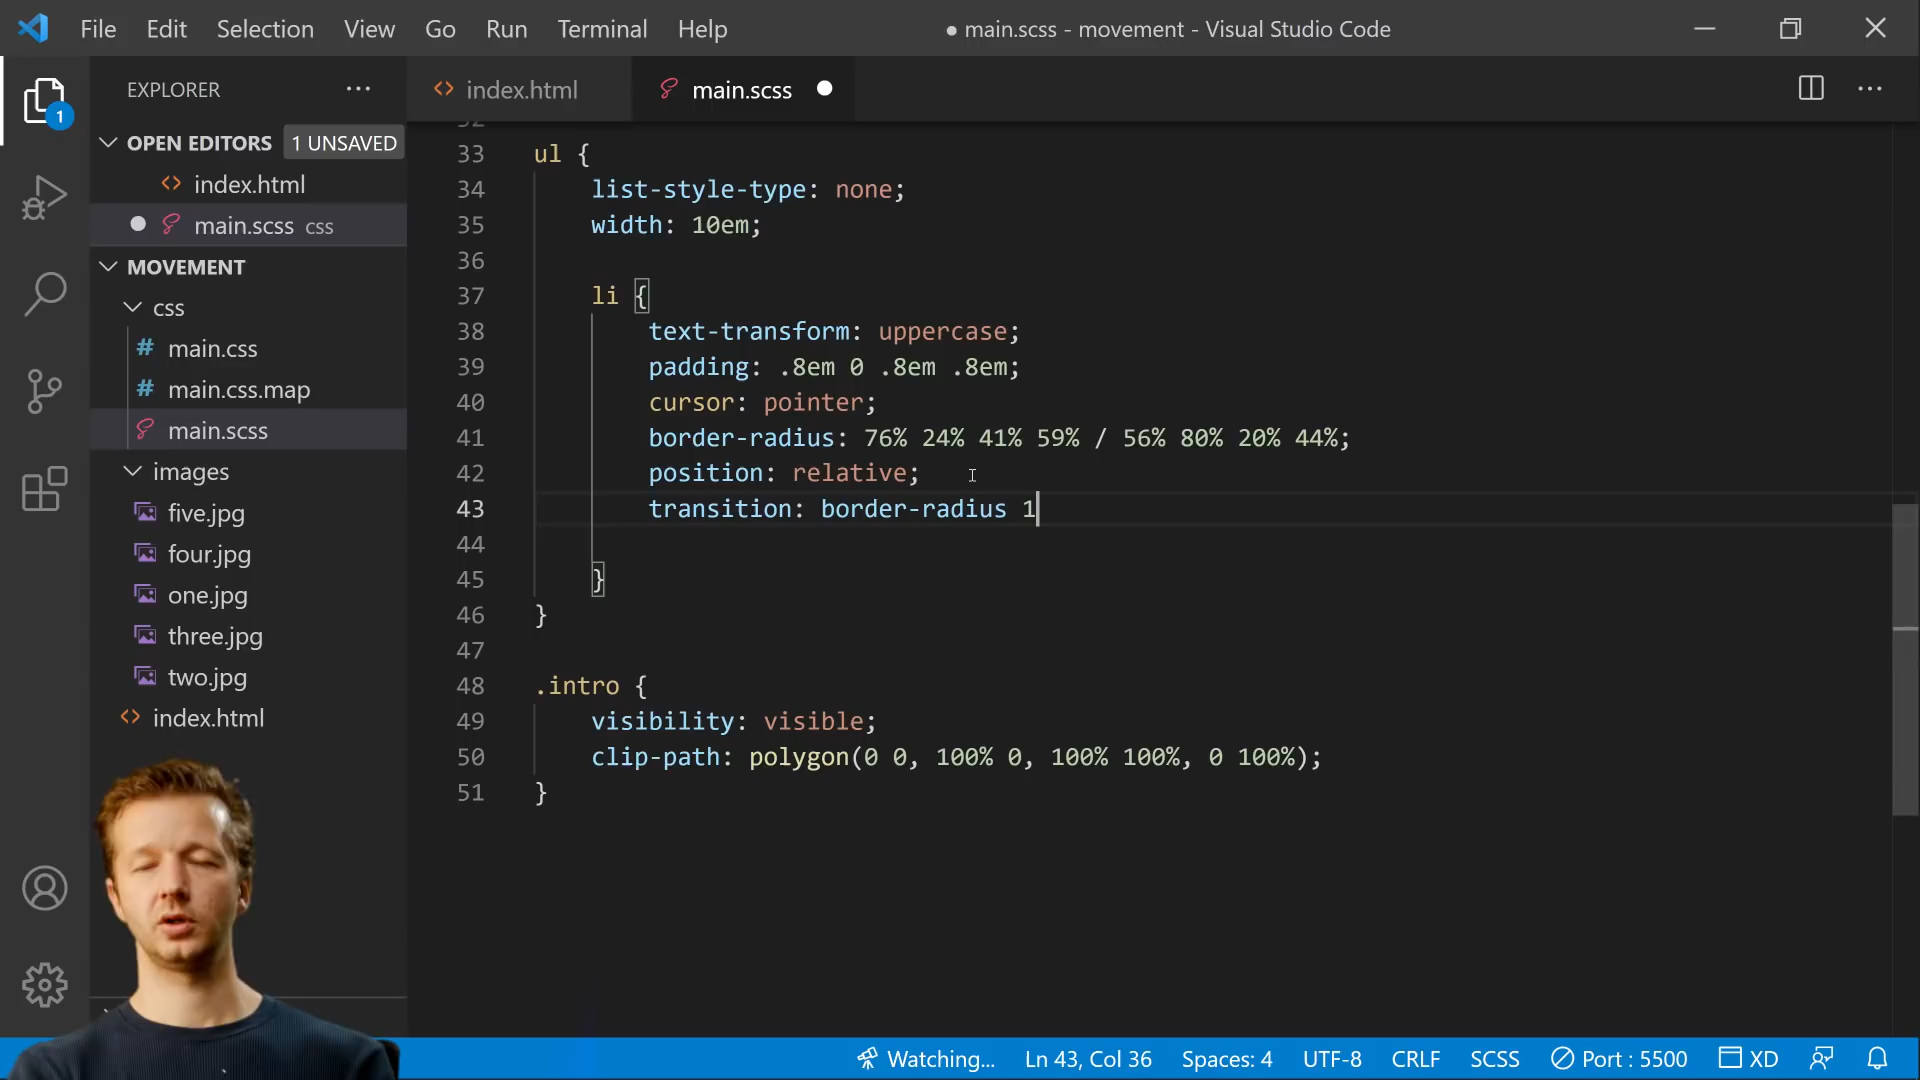 File Edit Selection View Go Run Terminal Help
● main.scss - movement - Visual Studio Code
EXPLORER
index.html
main.scss
OPEN EDITORS 1 UNSAVED
index.html
main.scss css
MOVEMENT
css
main.css
main.css.map
main.scss
images
five.jpg
four.jpg
one.jpg
three.jpg
two.jpg
index.html
1
32
33 ul {
34 list-style-type: none;
35 width: 10em;
36
37 li {
38 text-transform: uppercase;
39 padding: .8em 0 .8em .8em;
40 cursor: pointer;
41 border-radius: 76% 24% 41% 59% / 56% 80% 20% 44%;
42 position: relative;
43 transition: border-radius 1
44
45 }
46 }
47
48 .intro {
49 visibility: visible;
50 clip-path: polygon(0 0, 100% 0, 100% 100%, 0 100%);
51 }
Watching... Ln 43, Col 36 Spaces: 4 UTF-8 CRLF SCSS Port : 5500 XD